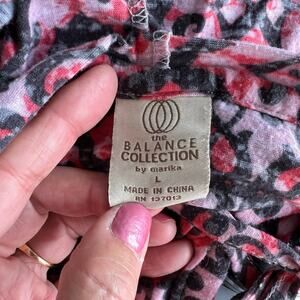 the
BALANCE
COLLECTION
by marika
L
MADE IN CHINA
RN 137013